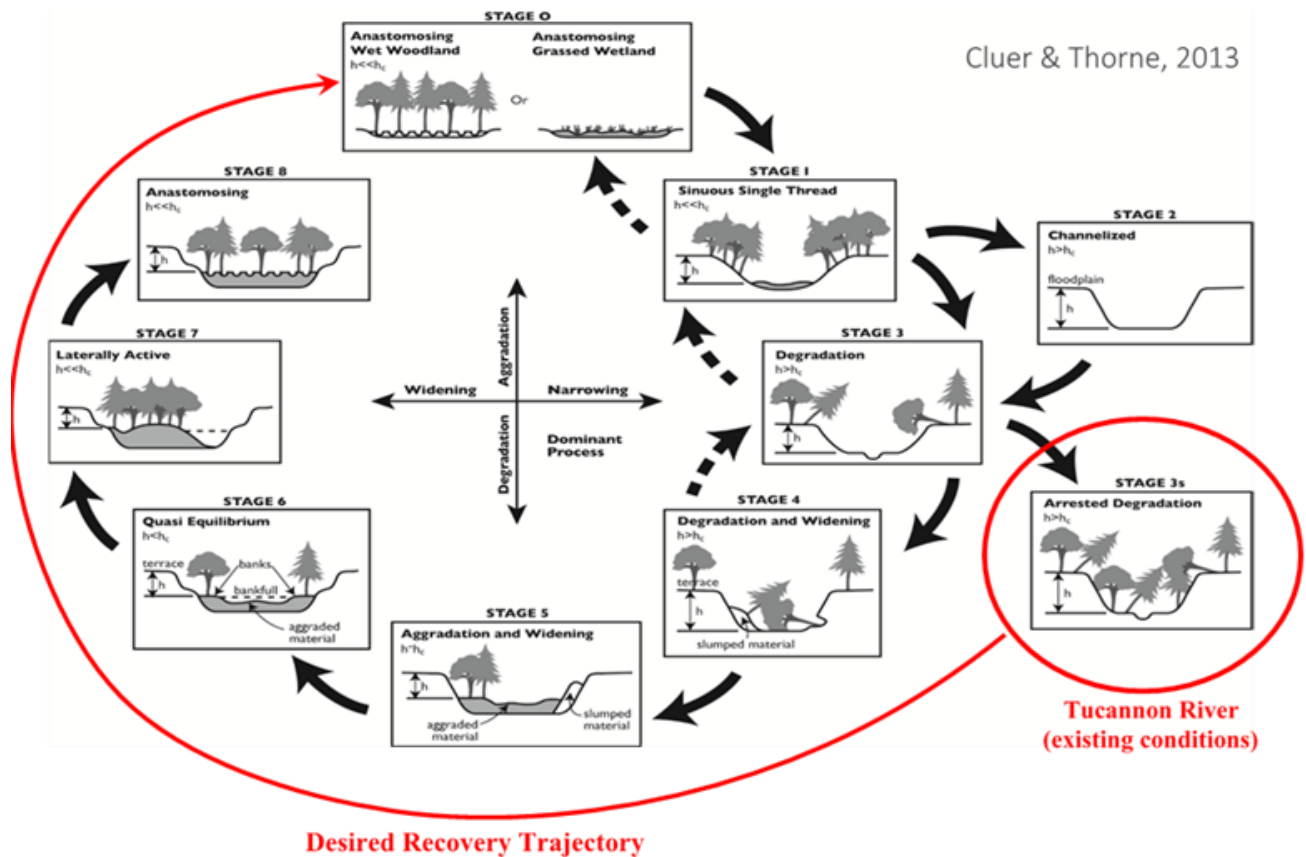 STAGE O
Anastomosing
Wet Woodland
h<<hc
Or
Anastomosing
Grassed Wetland
Cluer & Thorne, 2013
STAGE 8
Anastomosing
h<<hc
h
STAGE I
Sinuous Single Thread
h<<hc
h
STAGE 2
Channelized
h>hc
floodplain
h
STAGE 7
Laterally Active
h<<hc
h
Widening
Aggradation
Narrowing
Degradation
Dominant
Process
STAGE 3
Degradation
h>hc
h
STAGE 3s
Arrested Degradation
h>hc
h
STAGE 6
Quasi Equilibrium
h<hc
terrace
banks
h
bankfull
aggraded
material
STAGE 5
Aggradation and Widening
h~hc
h
aggraded
material
slumped
material
STAGE 4
Degradation and Widening
h>hc
terrace
h
slumped material
Tucannon River
(existing conditions)
Desired Recovery Trajectory